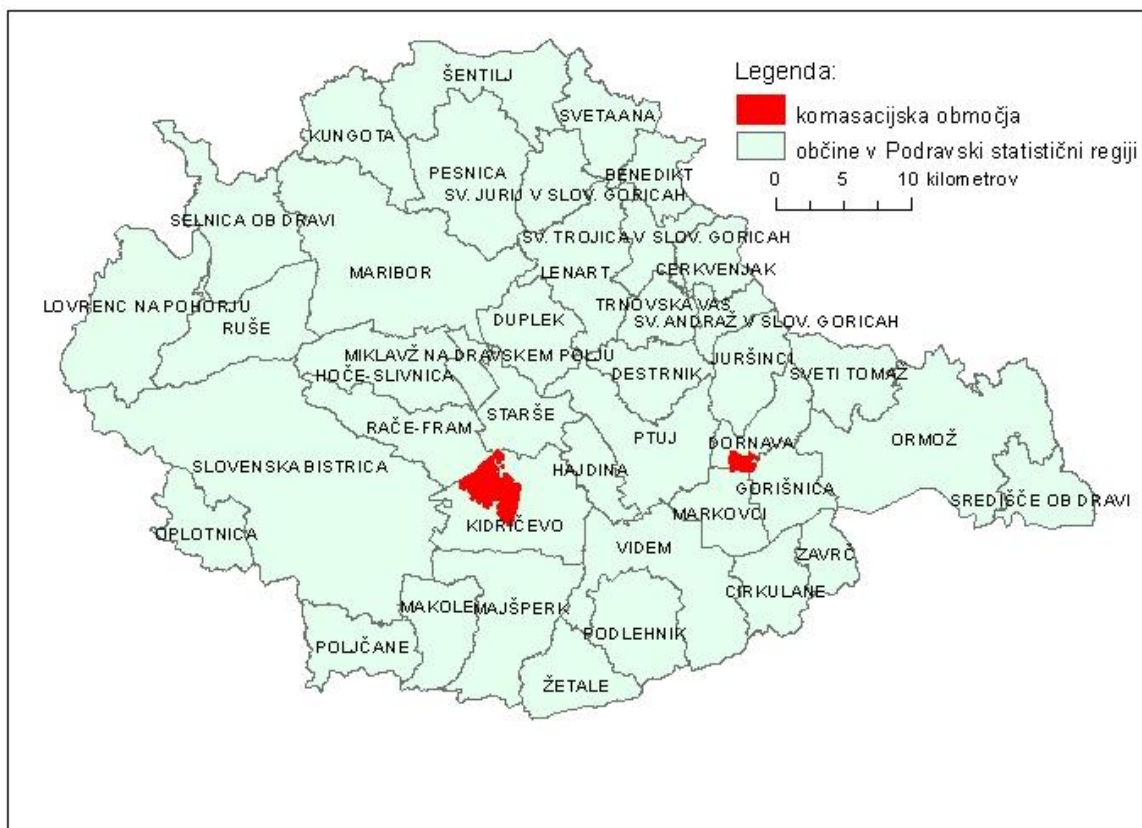 Legenda:
komasacijska območja
občine v Podravski statistični regiji
0 5 10 kilometrov
ŠENTILJ
SVETA ANA
KUNGOTA
PESNICA
BENEDIKT
SV. JURIJ V SLOV. GORICAH
SELNICA OB DRAVI
SV. TROJICA V SLOV. GORICAH
MARIBOR
LENART
CERKVENJAK
LOVRENC NA POHORJU
TRNOVSKA VAS
RUŠE
DUPLEK
SV. ANDRAŽ V SLOV. GORICAH
MIKLAVŽ NA DRAVSKEM POLJU
JURŠINCI
HOČE-SLIVNICA
DESTRNIK
SVETI TOMAŽ
STARŠE
RAČE-FRAM
PTUJ
DORNAVA
ORMOŽ
SLOVENSKA BISTRICA
HAJDINA
GORIŠNICA
SREDIŠČE OB DRAVI
MARKOVCI
KIDRIČEVO
OPLOTNICA
VIDEM
ZAVRČ
CIRKULANE
MAKOLE
MAJŠPERK
PODLEHNIK
POLJČANE
ŽETALE